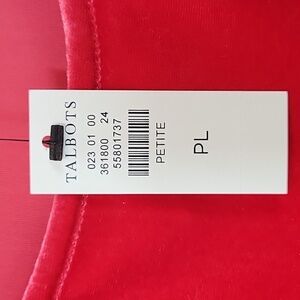 TALBOTS
023 01 00
361800 24
55801737
PETITE
PL